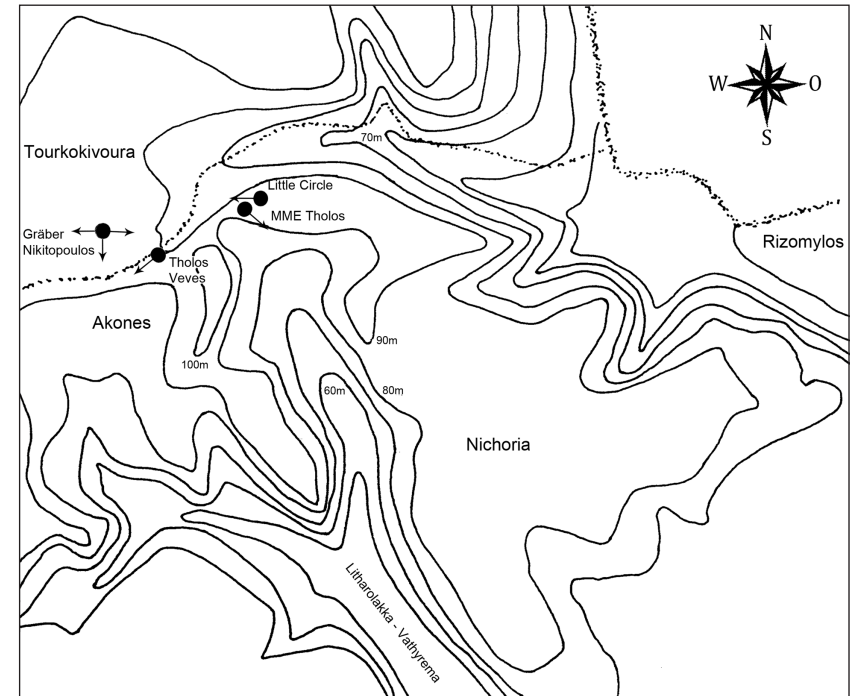 N
W
O
S
70m
Tourkokivoura
Little Circle
MME Tholos
Gräber
Nikitopoulos
Rizomylos
Tholos
Veves
Akones
90m
100m
60m
80m
Nichoria
Litharolakka - Vathyrema